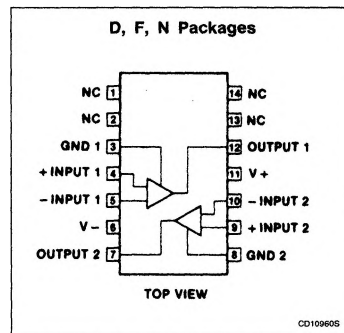 D, F, N Packages
NC 1
NC 2
GND 1 3
+ INPUT 1 4
- INPUT 1 5
V- 6
OUTPUT 2 7
14 NC
13 NC
12 OUTPUT 1
11 V+
10 - INPUT 2
9 + INPUT 2
8 GND 2
TOP VIEW
CD10960S